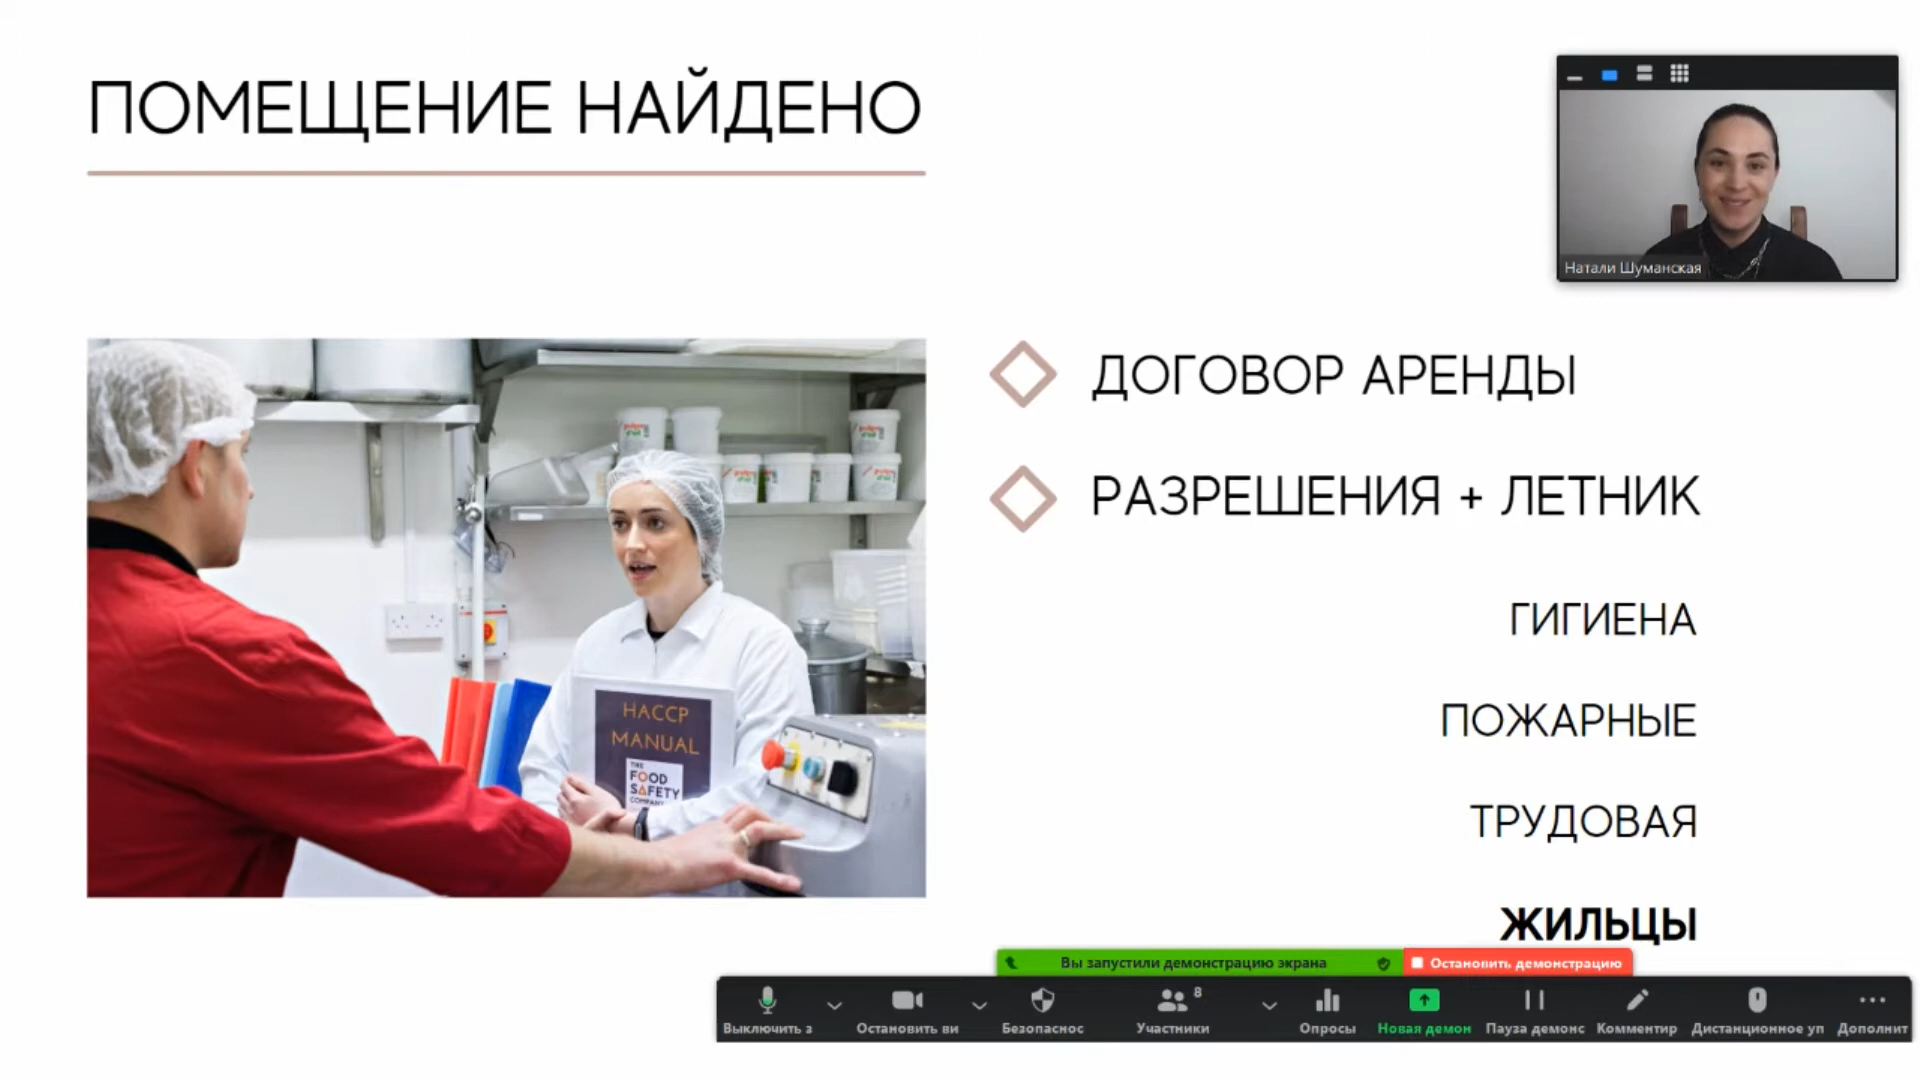 ПОМЕЩЕНИЕ НАЙДЕНО
Натали Шуманская
ДОГОВОР АРЕНДЫ
РАЗРЕШЕНИЯ + ЛЕТНИК
ГИГИЕНА
ПОЖАРНЫЕ
ТРУДОВАЯ
ЖИЛЬЦЫ
HACCP
MANUAL
THE
FOOD
SAFETY
COMPANY
Вы запустили демонстрацию экрана
Остановить демонстрацию
8
Выключить з
Остановить ви
Безопаснос
Участники
Опросы
Новая демон
Пауза демонс
Комментир
Дистанционное уп
Дополнит